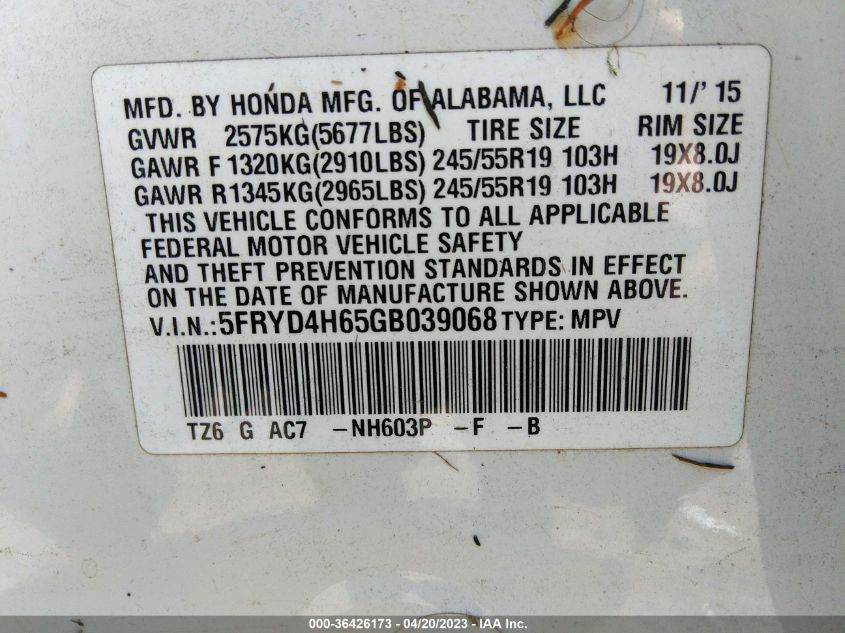 MFD. BY HONDA MFG. OF ALABAMA, LLC 11/' 15
GVWR 2575KG(5677LBS) TIRE SIZE RIM SIZE
GAWR F 1320KG(2910LBS) 245/55R19 103H 19X8.0J
GAWR R1345KG(2965LBS) 245/55R19 103H 19X8.0J
THIS VEHICLE CONFORMS TO ALL APPLICABLE
FEDERAL MOTOR VEHICLE SAFETY
AND THEFT PREVENTION STANDARDS IN EFFECT
ON THE DATE OF MANUFACTURE SHOWN ABOVE.
V.I.N.:5FRYD4H65GB039068 TYPE: MPV
TZ6 G AC7 -NH603P -F -B
000-36426173 - 04/20/2023 - IAA Inc.